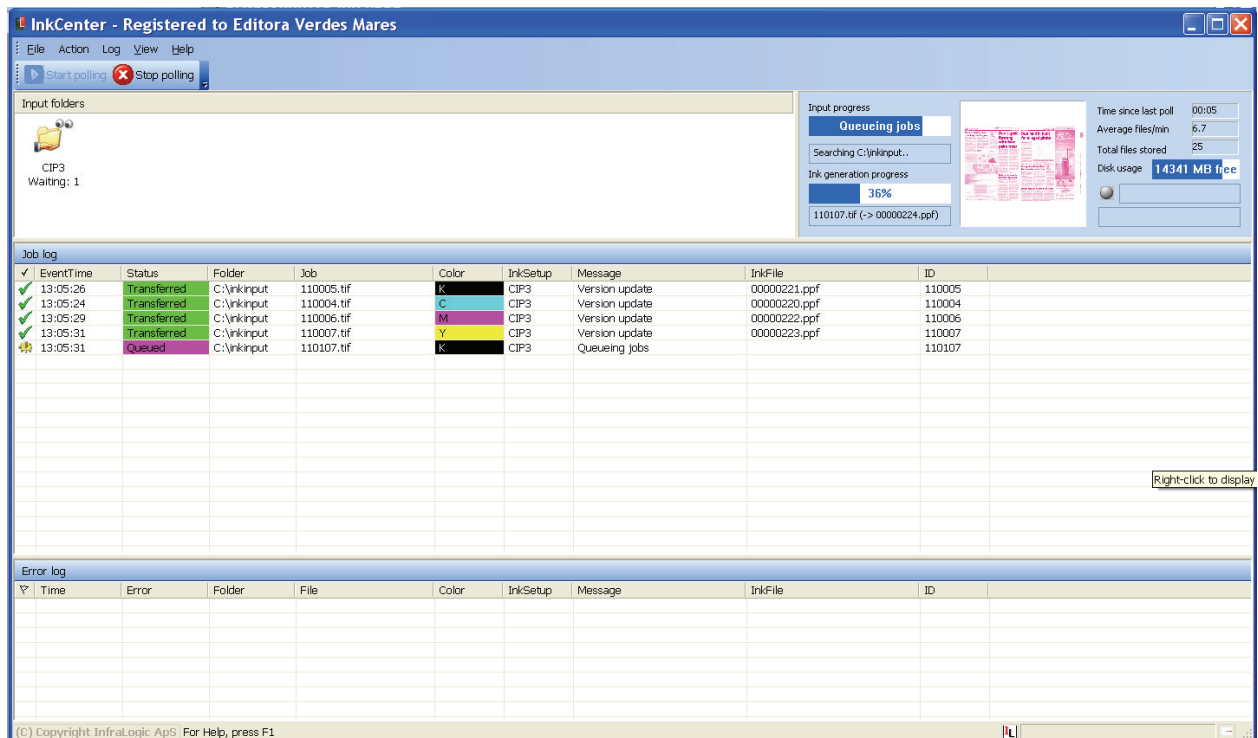 InkCenter - Registered to Editora Verdes Mares
File Action Log View Help
Start polling Stop polling
Input folders
CIP3
Waiting: 1
Input progress
Queueing jobs
Searching C:\inkinput..
Ink generation progress
36%
110107.tif (-> 00000224.ppf)
Time since last poll 00:05
Average files/min 6.7
Total files stored 25
Disk usage 14341 MB free
Job log
EventTime Status Folder Job Color InkSetup Message InkFile ID
13:05:26 Transferred C:\inkinput 110005.tif K CIP3 Version update 00000221.ppf 110005
13:05:24 Transferred C:\inkinput 110004.tif C CIP3 Version update 00000220.ppf 110004
13:05:29 Transferred C:\inkinput 110006.tif M CIP3 Version update 00000222.ppf 110006
13:05:31 Transferred C:\inkinput 110007.tif Y CIP3 Version update 00000223.ppf 110007
13:05:31 Queued C:\inkinput 110107.tif K CIP3 Queueing jobs 110107
Right-click to display
Error log
Time Error Folder File Color InkSetup Message InkFile ID
(C) Copyright InfraLogic ApS For Help, press F1
IL